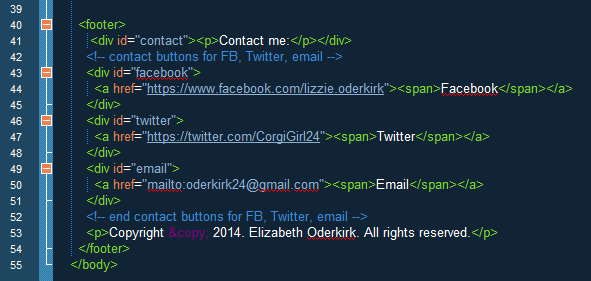 39
40 <footer>
41 <div id="contact"><p>Contact me:</p></div>
42 <!-- contact buttons for FB, Twitter, email -->
43 <div id="facebook">
44 <a href="https://www.facebook.com/lizzie.oderkirk"><span>Facebook</span></a>
45 </div>
46 <div id="twitter">
47 <a href="https://twitter.com/CorgiGirl24"><span>Twitter</span></a>
48 </div>
49 <div id="email">
50 <a href="mailto:oderkirk24@gmail.com"><span>Email</span></a>
51 </div>
52 <!-- end contact buttons for FB, Twitter, email -->
53 <p>Copyright &copy; 2014. Elizabeth Oderkirk. All rights reserved.</p>
54 </footer>
55 </body>